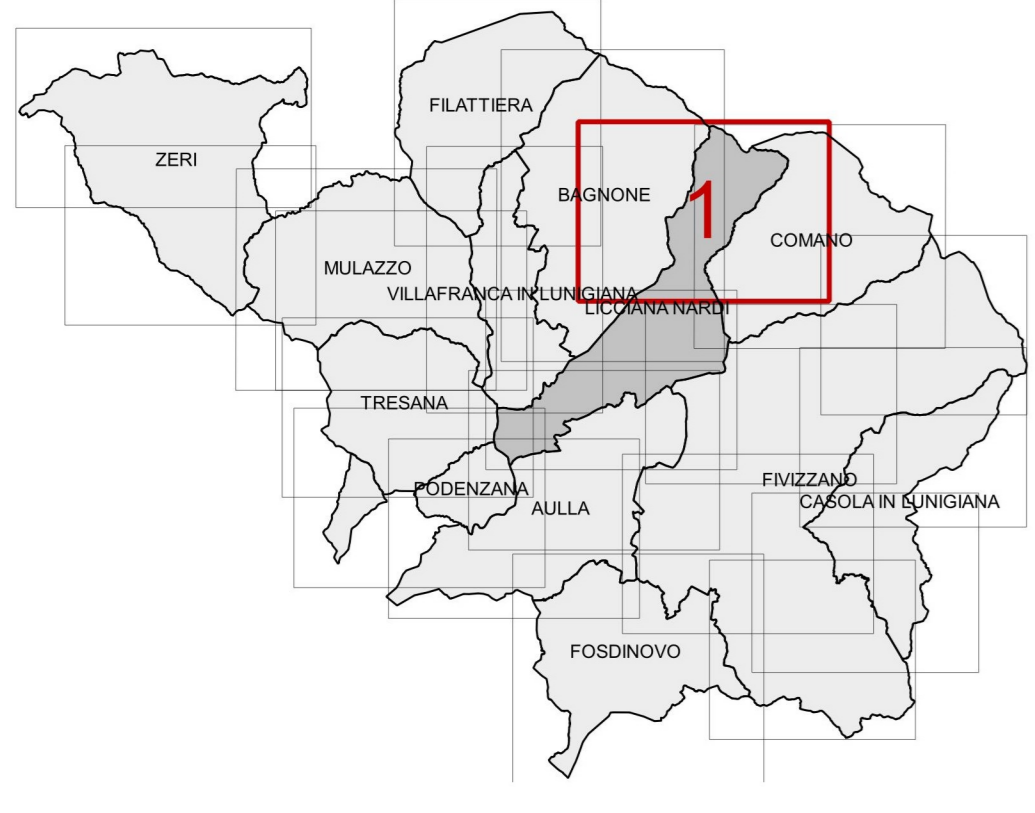 FILATTIERA
ZERI
BAGNONE
1
COMANO
MULAZZO
VILLAFRANCA IN LUNIGIANA
LICCIANA NARDI
TRESANA
FIVIZZANO
PODENZANA
CASOLA IN LUNIGIANA
AULLA
FOSDINOVO